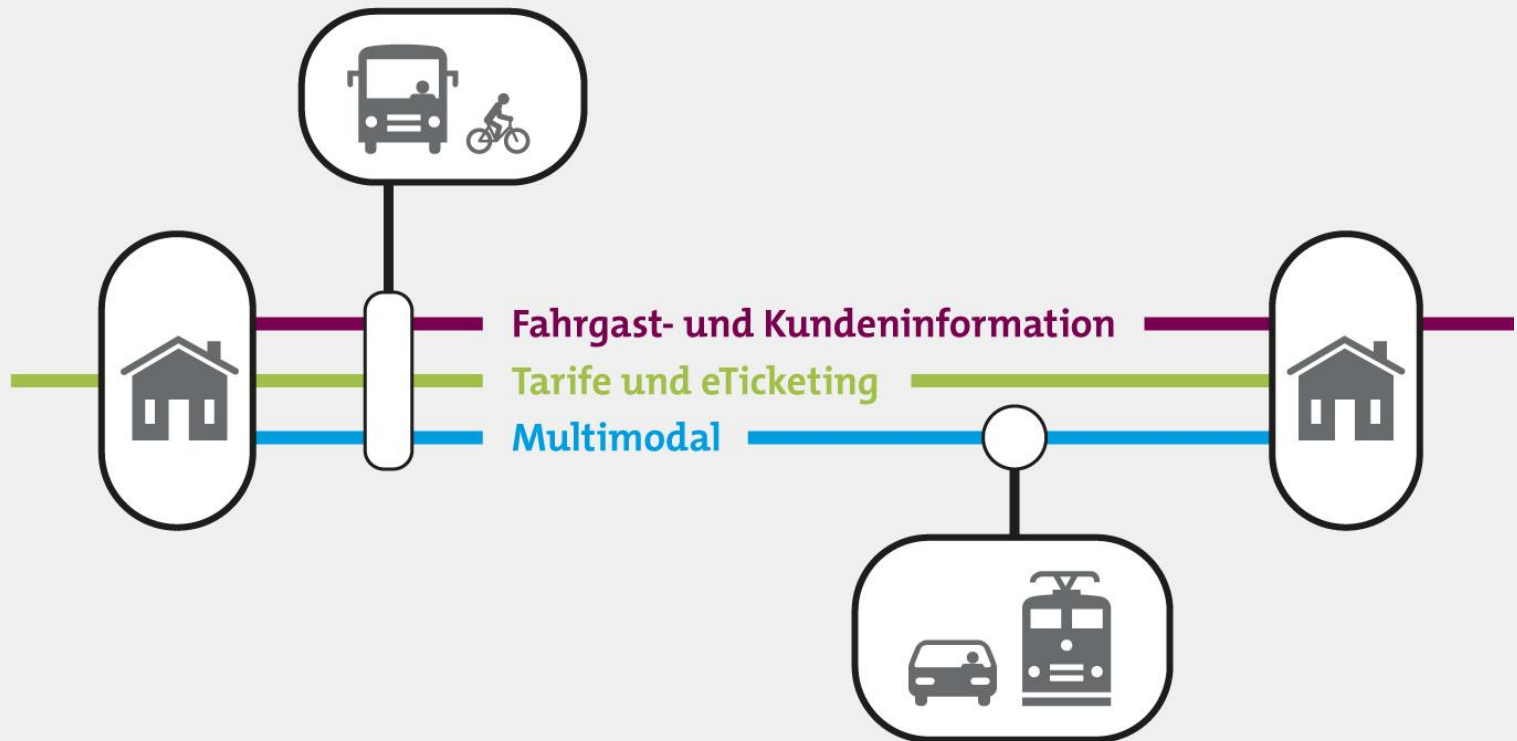 Fahrgast- und Kundeninformation
Tarife und eTicketing
Multimodal